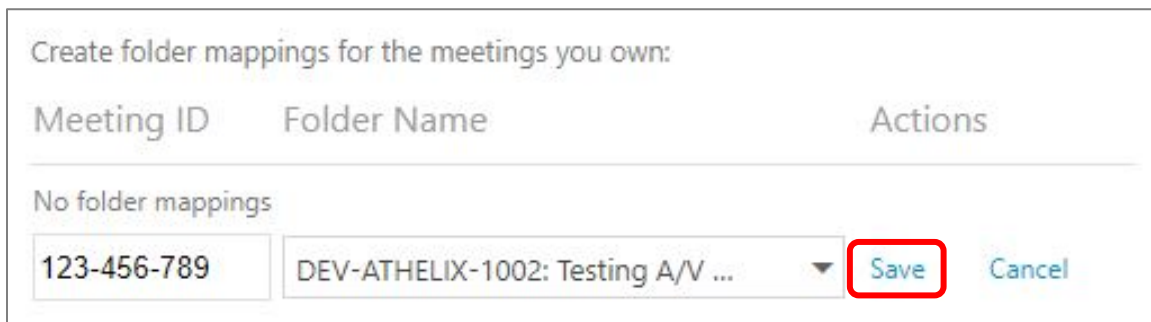 Create folder mappings for the meetings you own:
Meeting ID Folder Name Actions
No folder mappings
123-456-789 DEV-ATHELIX-1002: Testing A/V ... Save Cancel